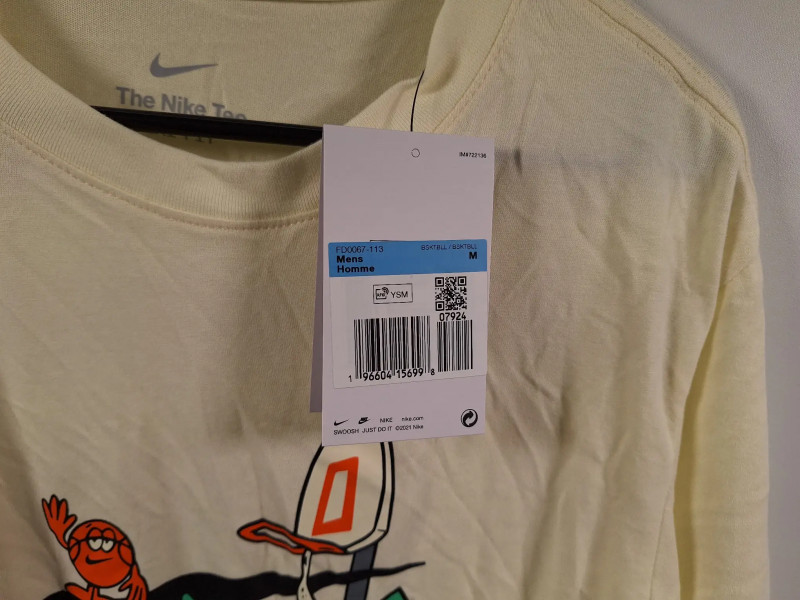 The Nike Tee
IM8722136
FD0067-113
BSKTBLL / BSKTBLL
Mens
M
Homme
YSM
07924
1 96604 15699 8
NIKE nike.com
SWOOSH JUST DO IT ©2021 Nike